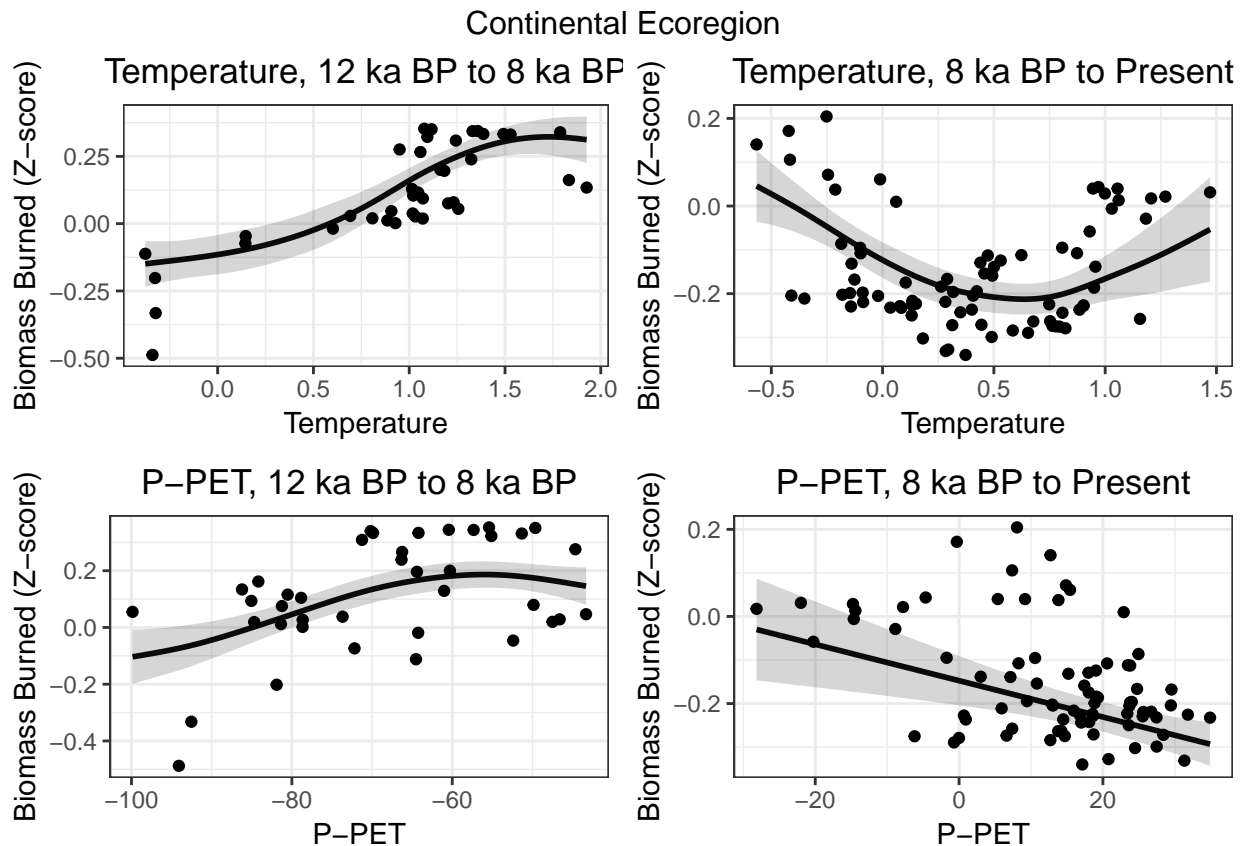 Continental Ecoregion
Temperature, 12 ka BP to 8 ka BP
Biomass Burned (Z−score)
0.25
0.00
−0.25
−0.50
0.0
0.5
1.0
1.5
2.0
Temperature
Temperature, 8 ka BP to Present
Biomass Burned (Z−score)
0.2
0.0
−0.2
−0.5
0.0
0.5
1.0
1.5
Temperature
P−PET, 12 ka BP to 8 ka BP
Biomass Burned (Z−score)
0.2
0.0
−0.2
−0.4
−100
−80
−60
P−PET
P−PET, 8 ka BP to Present
Biomass Burned (Z−score)
0.2
0.0
−0.2
−20
0
20
P−PET